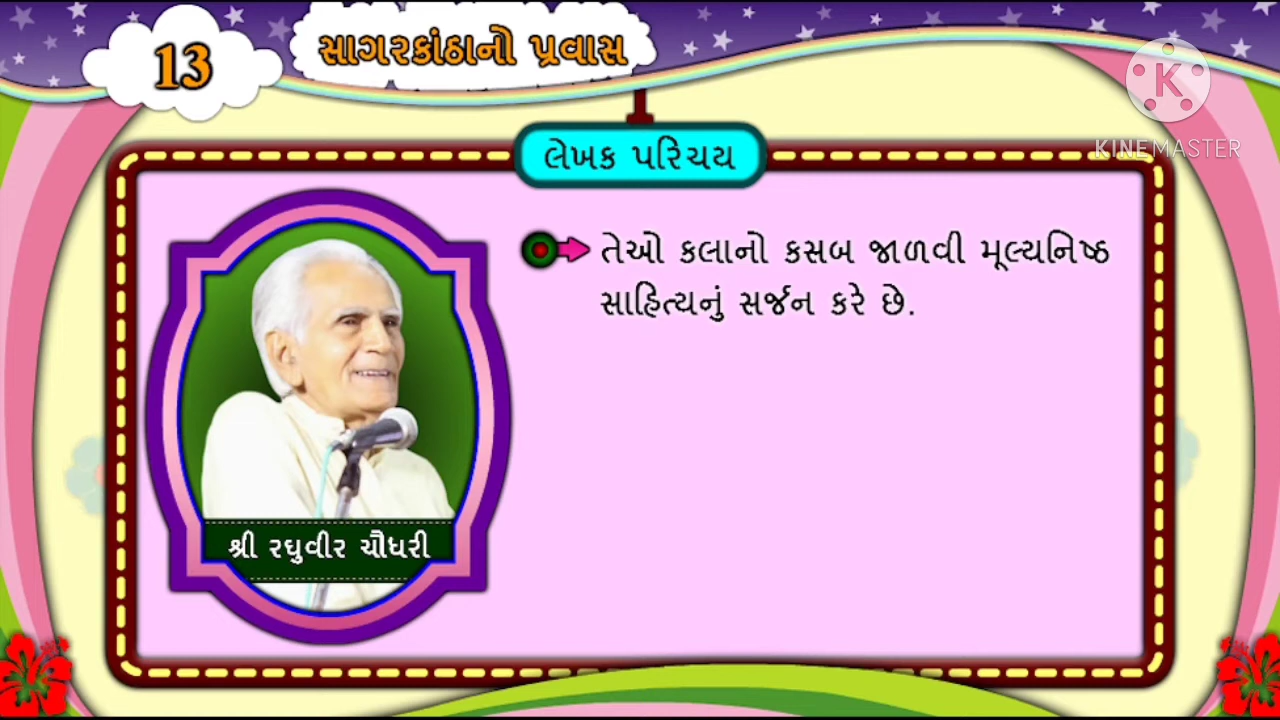 13
સાગરકાંઠાનો પ્રવાસ
K
KINEMASTER
લેખક પરિચય
તેઓ કલાનો કસબ જાળવી મૂલ્યનિષ્ઠ
સાહિત્યનું સર્જન કરે છે.
શ્રી રઘુવીર ચૌધરી